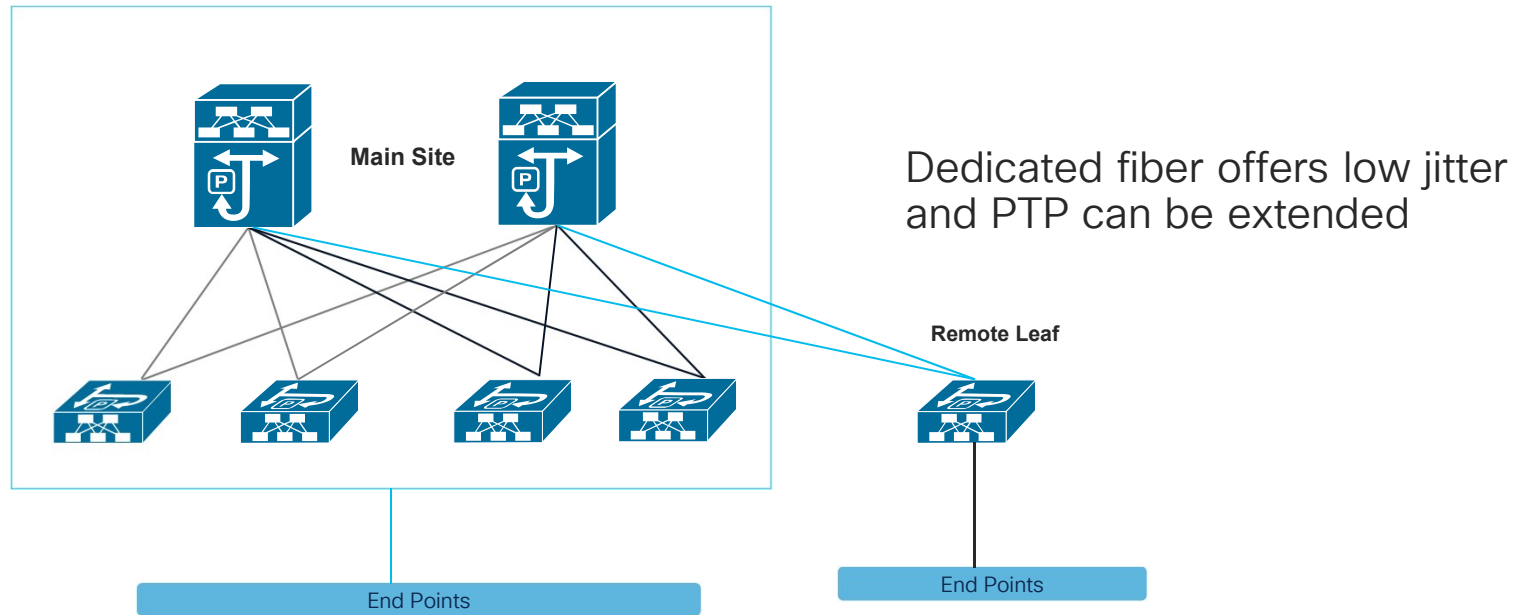 Main Site
P
P
Dedicated fiber offers low jitter
and PTP can be extended
Remote Leaf
P
P
P
P
P
End Points
End Points